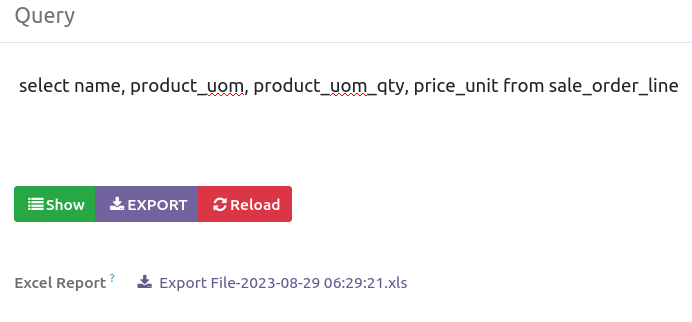 Query
select name, product_uom, product_uom_qty, price_unit from sale_order_line
Show EXPORT Reload
Excel Report ? Export File-2023-08-29 06:29:21.xls